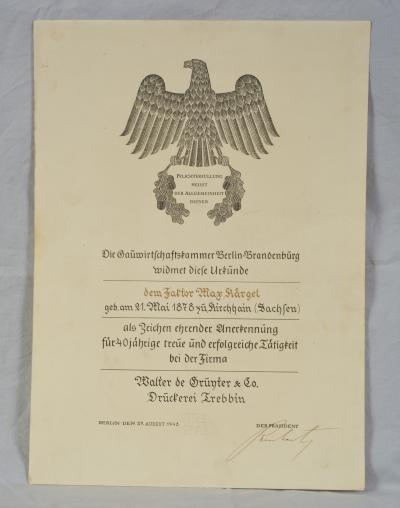 PFLICHTERFÜLLUNG
HEISST
DER ALLGEMEINHEIT
DIENEN
Die Gauwirtschaftskammer Berlin-Brandenburg
widmet diese Urkunde
dem Faktor Max Kärgel
geb. am 21. Mai 1878 zu Kirchhain (Sachsen)
als Zeichen ehrender Anerkennung
für 40jährige treue und erfolgreiche Tätigkeit
bei der Firma
Walter de Gruyter & Co.
Druckerei Trebbin
BERLIN DEN 27. AUGUST 1943
DER PRÄSIDENT